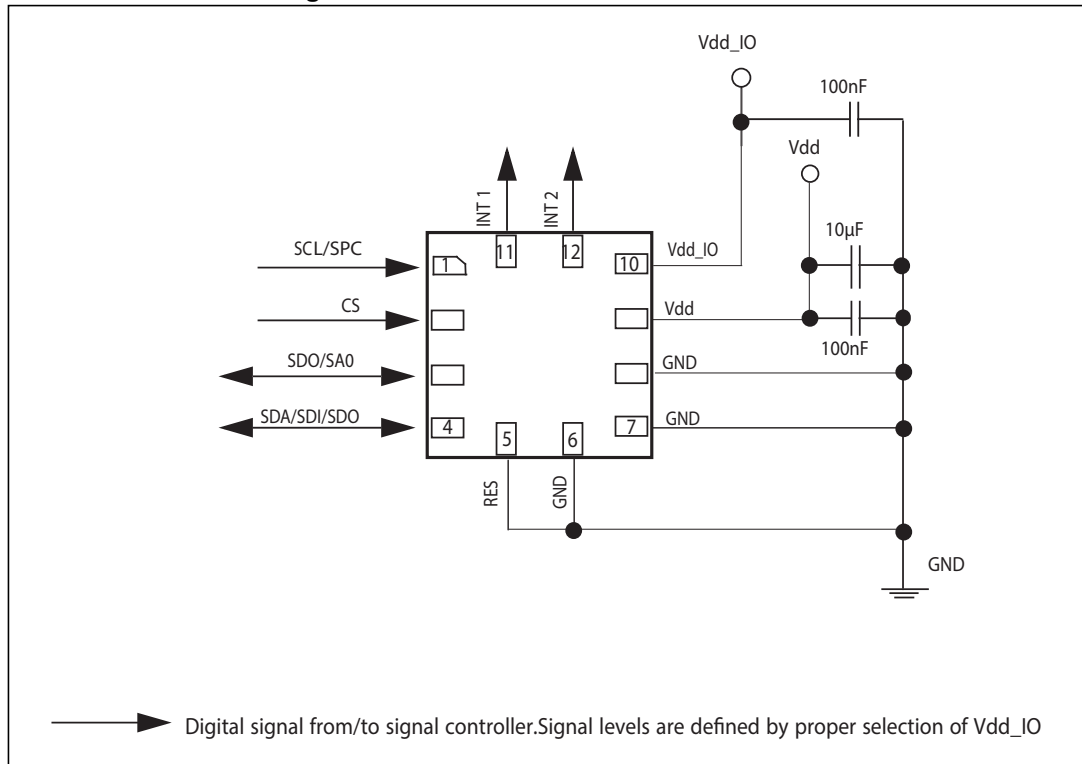 Vdd_IO
100nF
Vdd
INT 1
INT 2
10µF
SCL/SPC
1
11
12
10
Vdd_IO
CS
Vdd
100nF
SDO/SA0
GND
SDA/SDI/SDO
4
5
6
7
GND
RES
GND
GND
Digital signal from/to signal controller.Signal levels are defined by proper selection of Vdd_IO